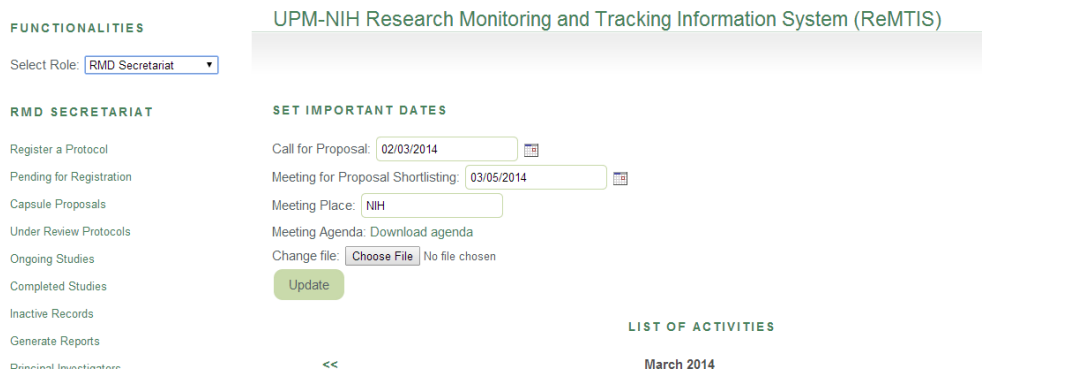 UPM-NIH Research Monitoring and Tracking Information System (ReMTIS)
FUNCTIONALITIES
Select Role: RMD Secretariat
RMD SECRETARIAT
Register a Protocol
Pending for Registration
Capsule Proposals
Under Review Protocols
Ongoing Studies
Completed Studies
Inactive Records
Generate Reports
Principal Investigators
SET IMPORTANT DATES
Call for Proposal: 02/03/2014
Meeting for Proposal Shortlisting: 03/05/2014
Meeting Place: NIH
Meeting Agenda: Download agenda
Change file: Choose File No file chosen
Update
LIST OF ACTIVITIES
<< March 2014